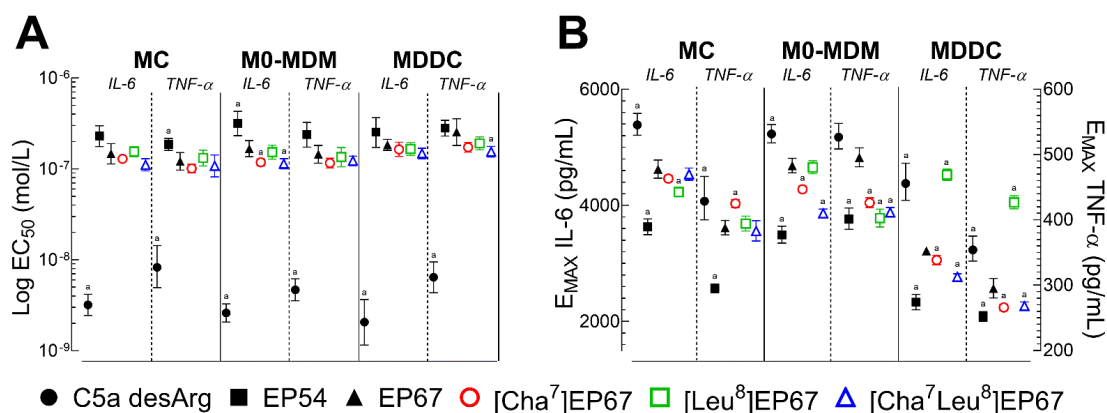 A
MC M0-MDM MDDC
IL-6 TNF-α IL-6 TNF-α IL-6 TNF-α
Log EC50 (mol/L)
10-6
10-7
10-8
10-9
a a a a a a a a a a a
B
MC M0-MDM MDDC
IL-6 TNF-α IL-6 TNF-α IL-6 TNF-α
EMAX IL-6 (pg/mL)
6000
4000
2000
a a a a a a a a a a a a a a a a a a a a a a a a
600
500
400
300
200
EMAX TNF-α (pg/mL)
C5a desArg EP54 EP67 [Cha7]EP67 [Leu8]EP67 [Cha7Leu8]EP67